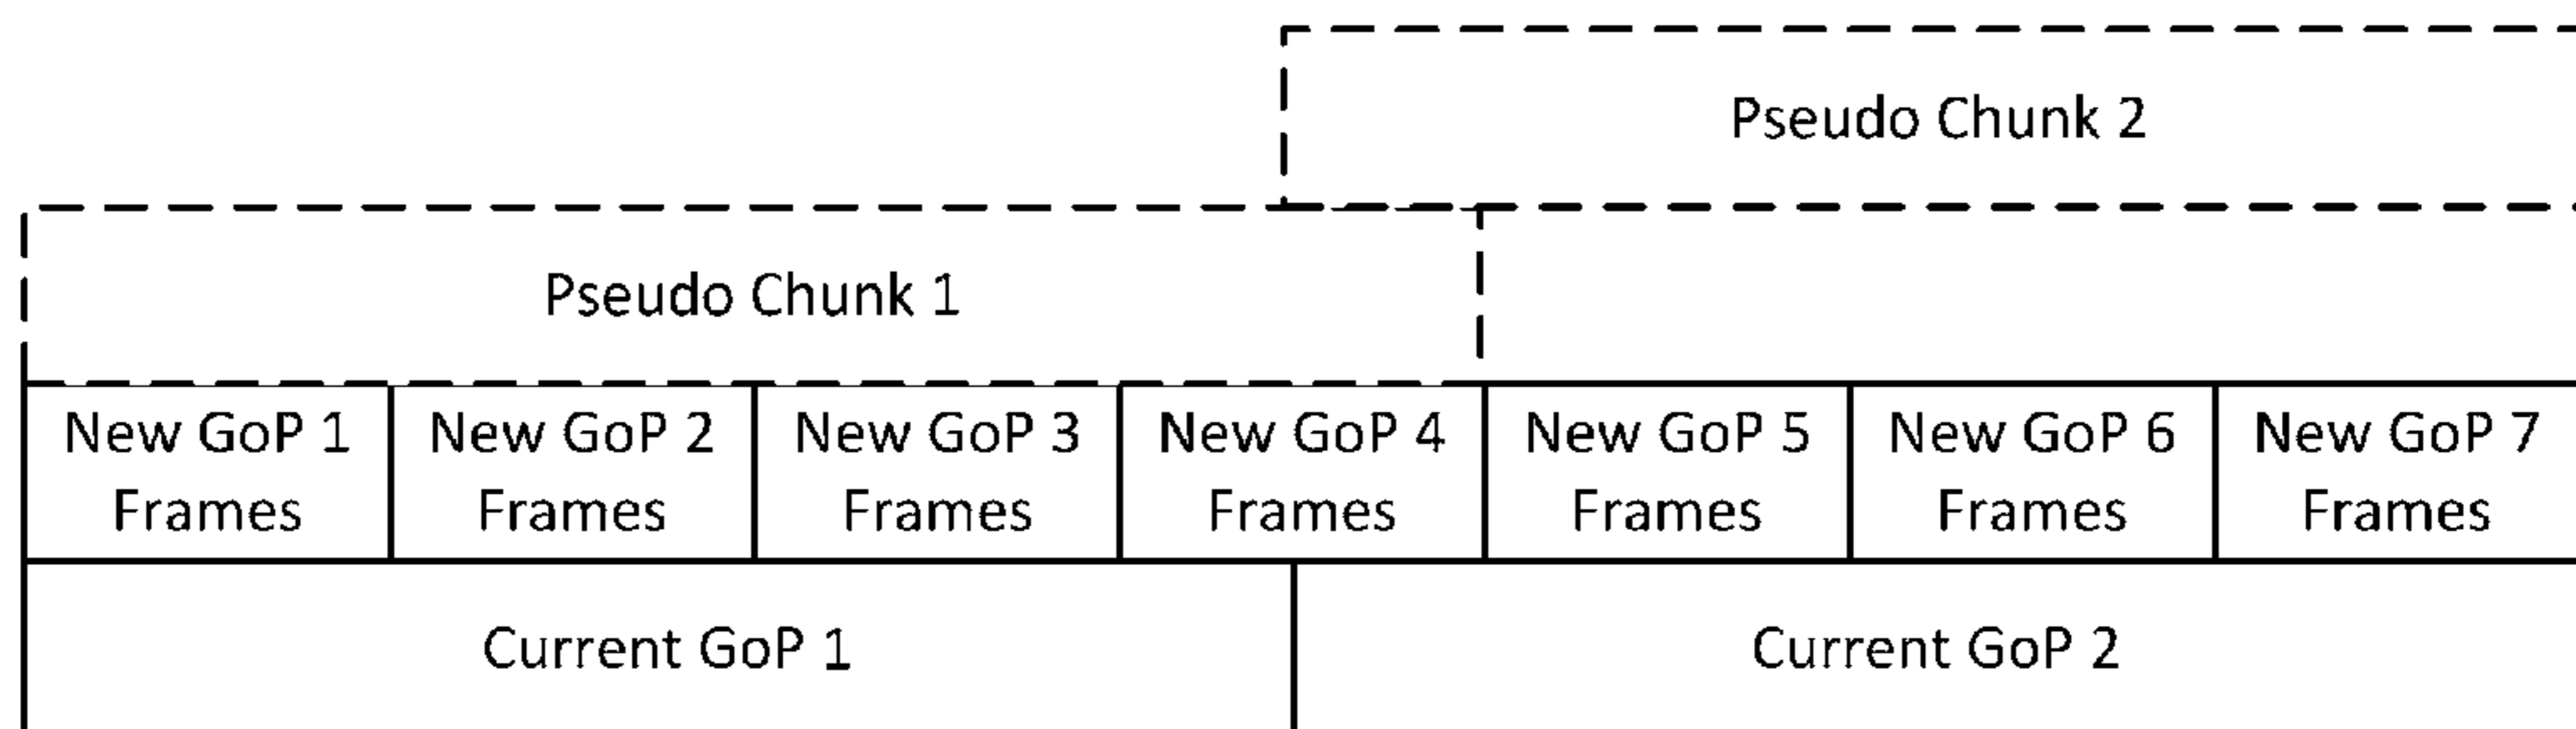 Pseudo Chunk 2
Pseudo Chunk 1
New GoP 1
Frames
New GoP 2
Frames
New GoP 3
Frames
New GoP 4
Frames
New GoP 5
Frames
New GoP 6
Frames
New GoP 7
Frames
Current GoP 1
Current GoP 2